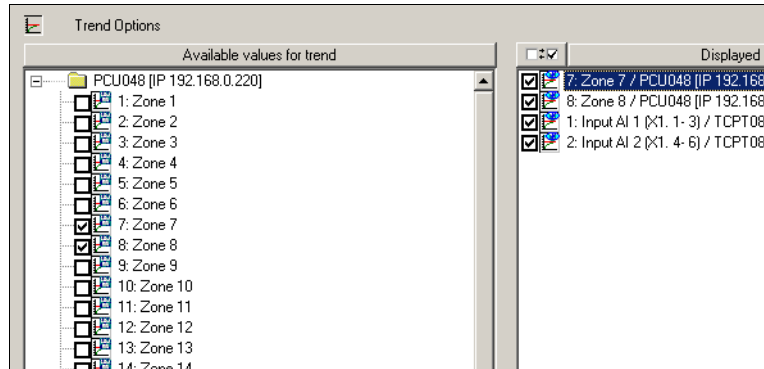 Trend Options
Available values for trend
PCU048 [IP 192.168.0.220]
1: Zone 1
2: Zone 2
3: Zone 3
4: Zone 4
5: Zone 5
6: Zone 6
7: Zone 7
8: Zone 8
9: Zone 9
10: Zone 10
11: Zone 11
12: Zone 12
13: Zone 13
14: Zone 14
Displayed
7: Zone 7 / PCU048 [IP 192.168
8: Zone 8 / PCU048 [IP 192.168
1: Input AI 1 (X1. 1- 3) / TCPT08
2: Input AI 2 (X1. 4- 6) / TCPT08